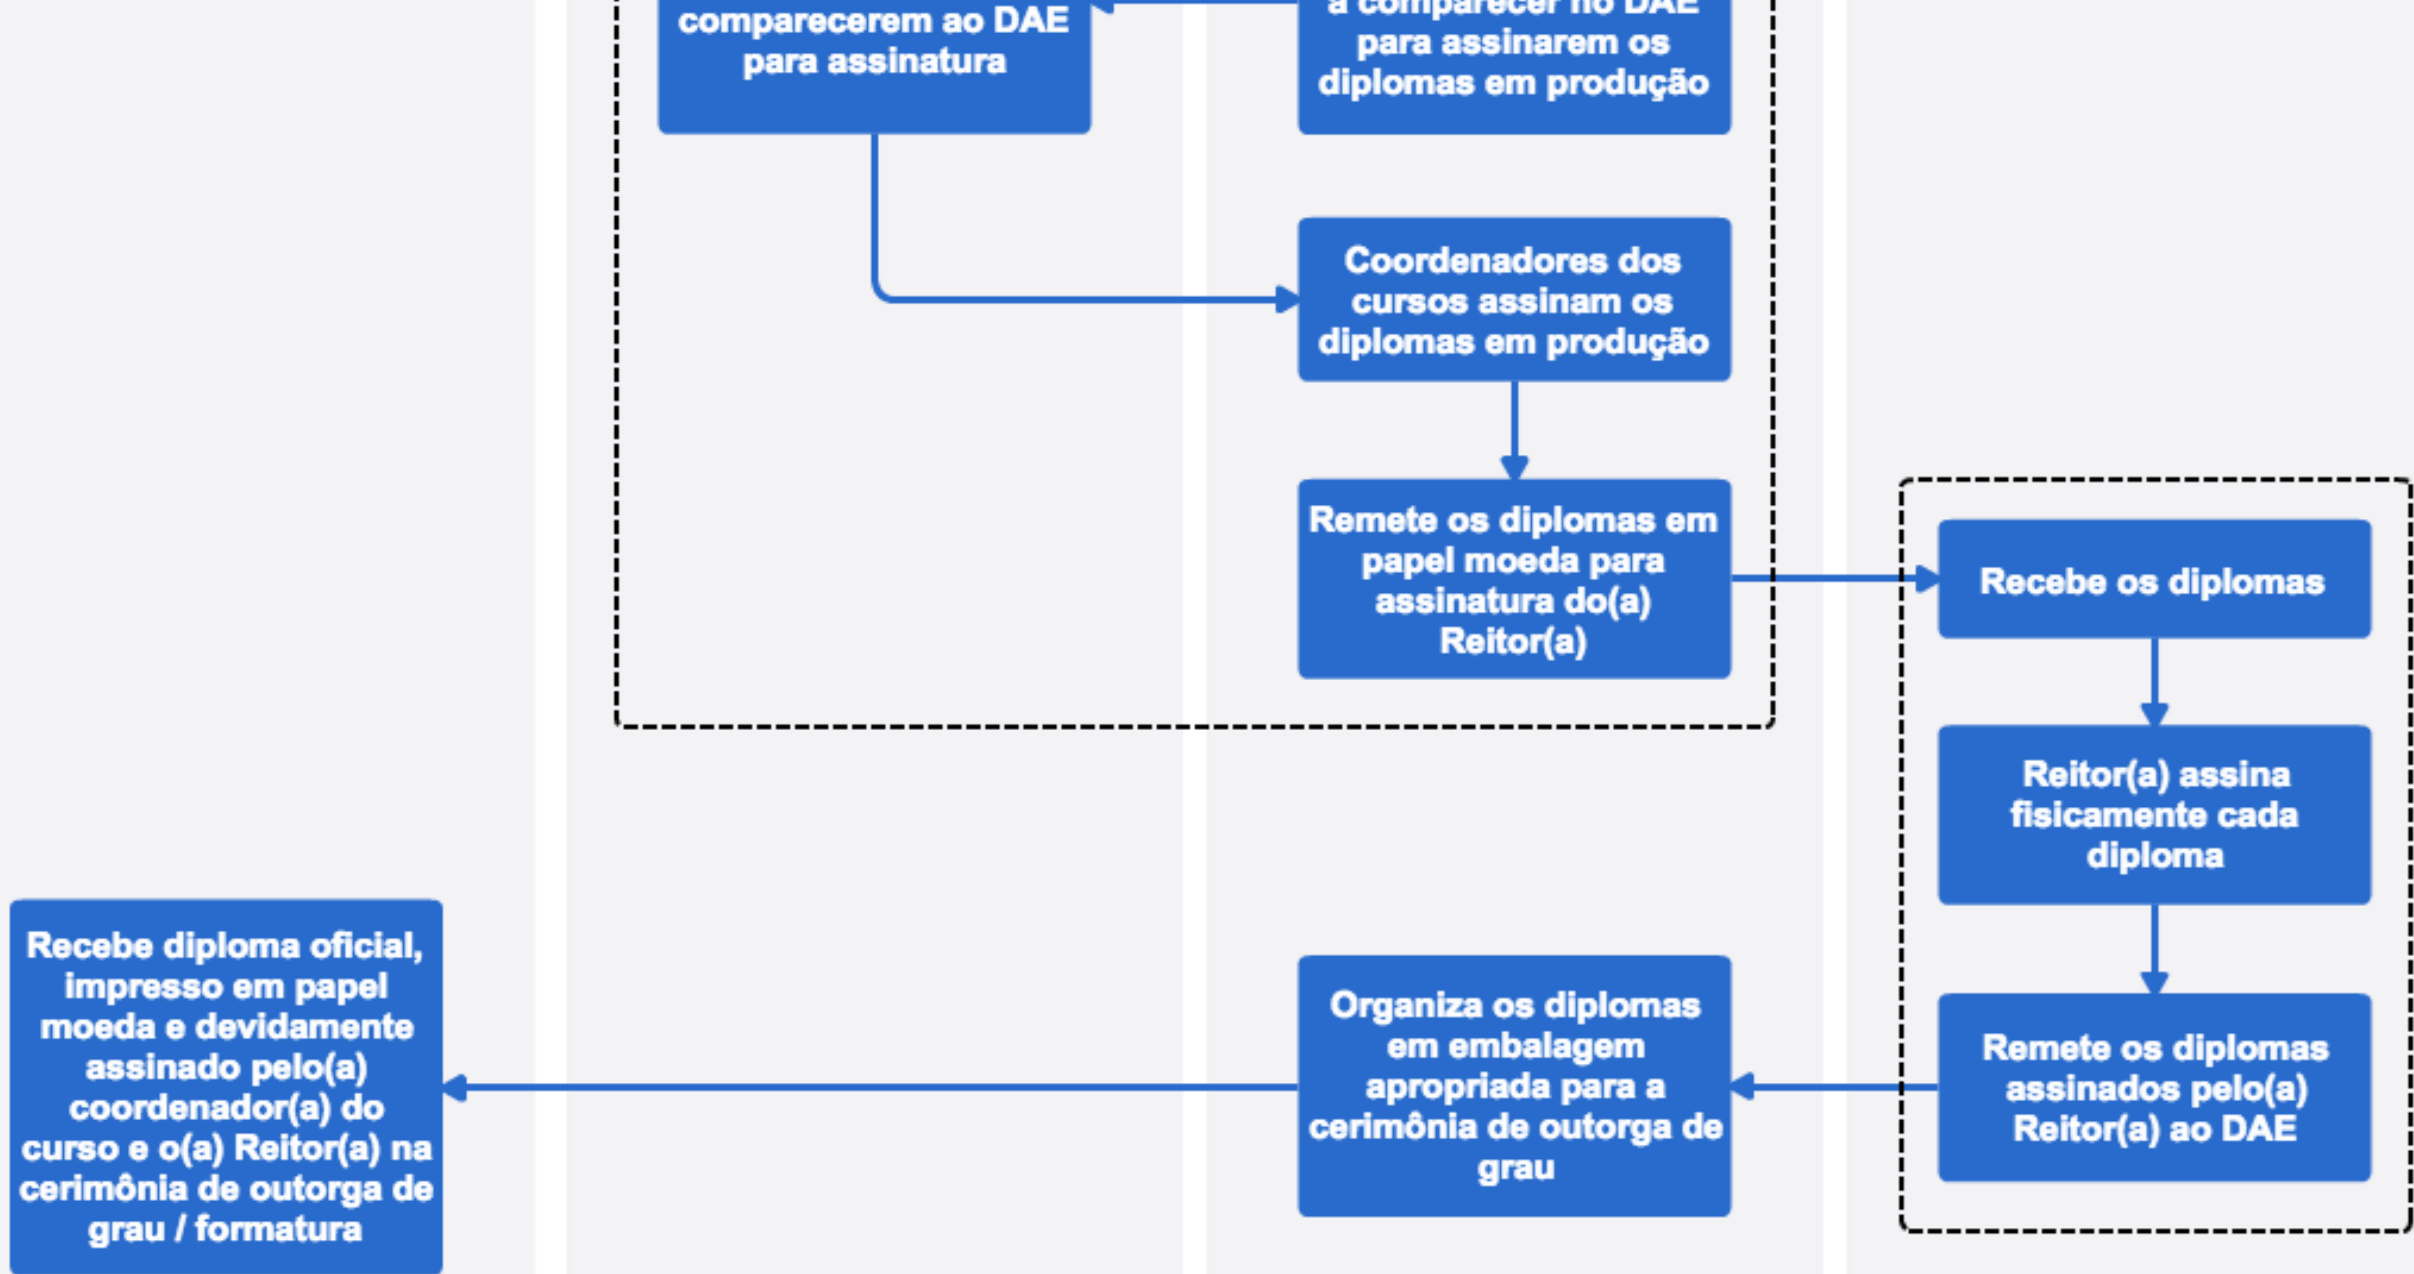 comparecerem ao DAE
para assinatura
a comparecer no DAE
para assinarem os
diplomas em produção
Coordenadores dos
cursos assinam os
diplomas em produção
Remete os diplomas em
papel moeda para
assinatura do(a)
Reitor(a)
Recebe os diplomas
Reitor(a) assina
fisicamente cada
diploma
Remete os diplomas
assinados pelo(a)
Reitor(a) ao DAE
Organiza os diplomas
em embalagem
apropriada para a
cerimônia de outorga de
grau
Recebe diploma oficial,
impresso em papel
moeda e devidamente
assinado pelo(a)
coordenador(a) do
curso e o(a) Reitor(a) na
cerimônia de outorga de
grau / formatura